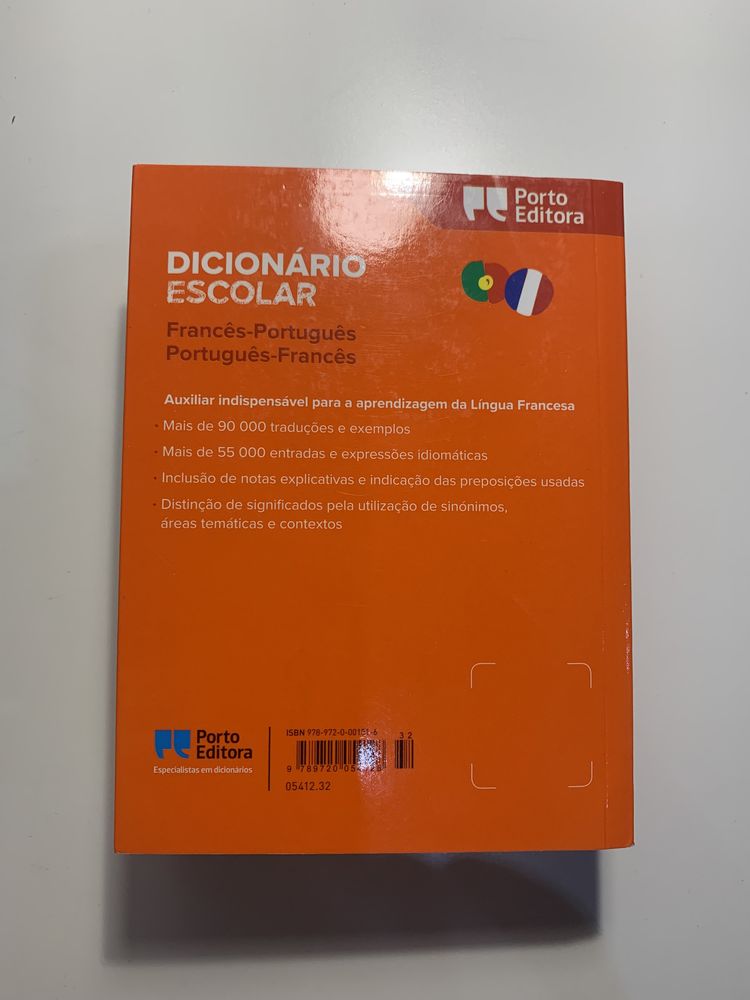 Porto
Editora
DICIONÁRIO
ESCOLAR
Francês-Português
Português-Francês
Auxiliar indispensável para a aprendizagem da Língua Francesa
• Mais de 90 000 traduções e exemplos
• Mais de 55 000 entradas e expressões idiomáticas
• Inclusão de notas explicativas e indicação das preposições usadas
• Distinção de significados pela utilização de sinónimos,
áreas temáticas e contextos
Porto
Editora
Especialistas em dicionários
ISBN
32
05412.32